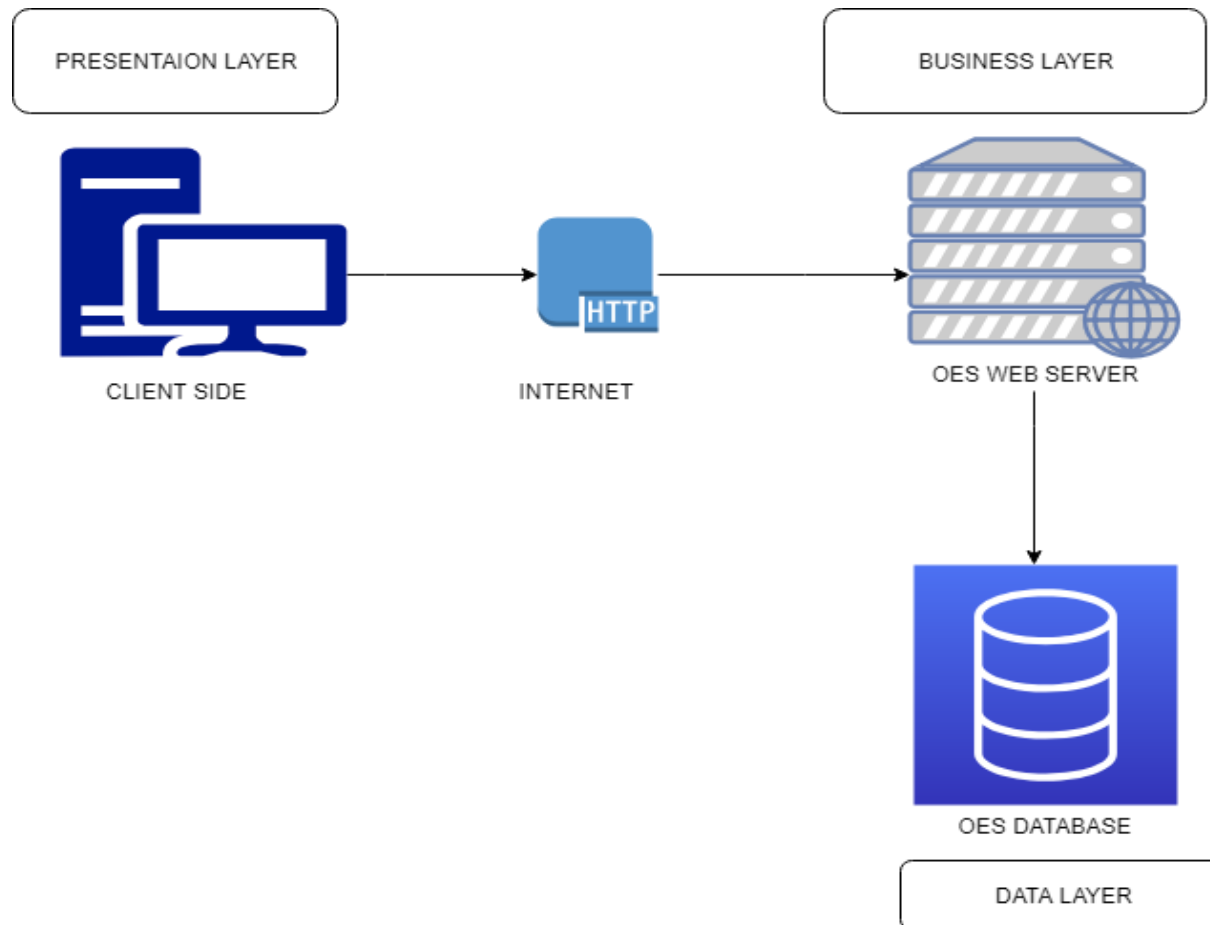 PRESENTAION LAYER
BUSINESS LAYER
HTTP
CLIENT SIDE
INTERNET
OES WEB SERVER
OES DATABASE
DATA LAYER